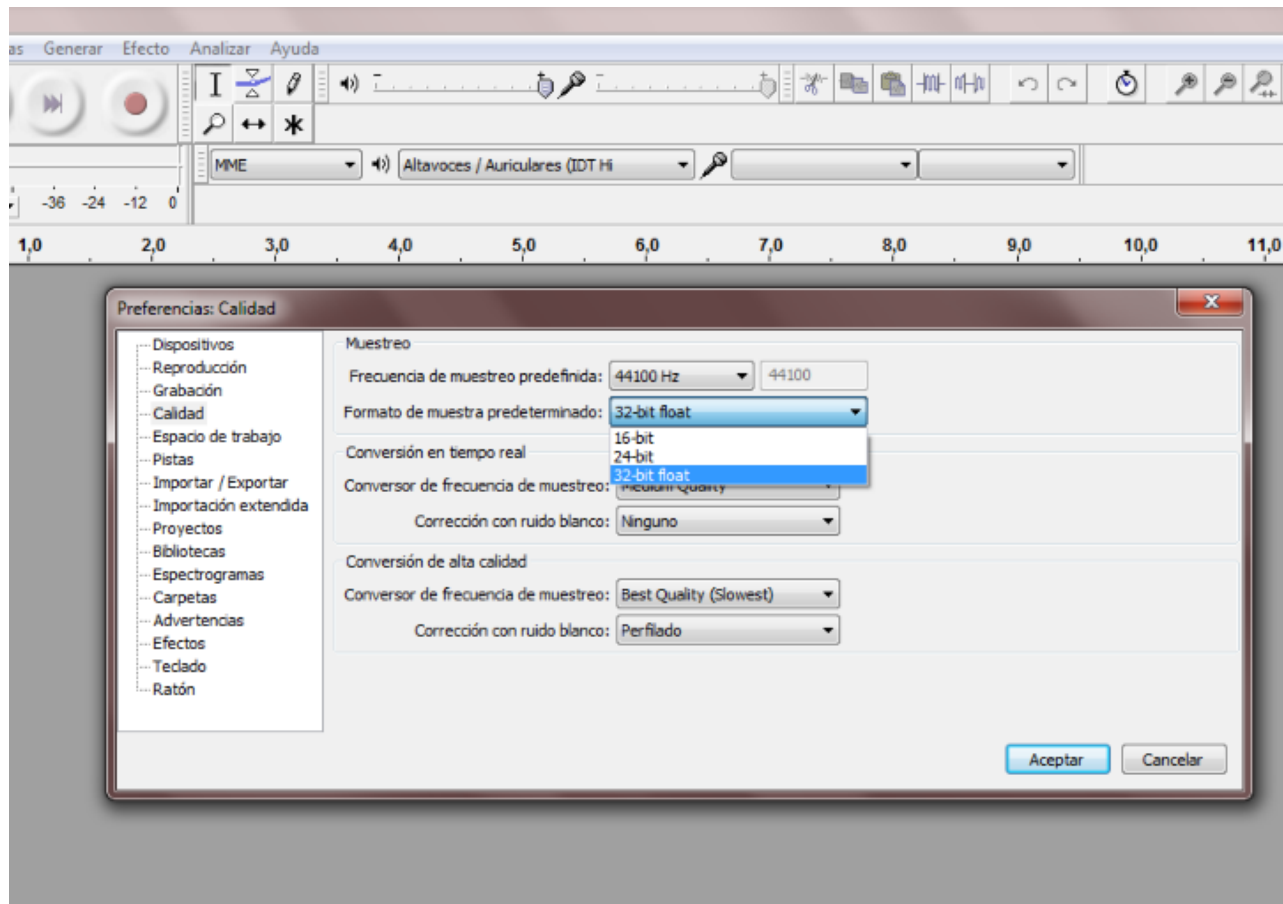 as Generar Efecto Analizar Ayuda
MME Altavoces / Auriculares (IDT Hi
-36 -24 -12 0
1,0 2,0 3,0 4,0 5,0 6,0 7,0 8,0 9,0 10,0 11,0
Preferencias: Calidad
Dispositivos
Reproducción
Grabación
Calidad
Espacio de trabajo
Pistas
Importar / Exportar
Importación extendida
Proyectos
Bibliotecas
Espectrogramas
Carpetas
Advertencias
Efectos
Teclado
Ratón
Muestreo
Frecuencia de muestreo predefinida: 44100 Hz 44100
Formato de muestra predeterminado: 32-bit float
16-bit
24-bit
32-bit float
Conversión en tiempo real
Conversor de frecuencia de muestreo: Medium Quality
Corrección con ruido blanco: Ninguno
Conversión de alta calidad
Conversor de frecuencia de muestreo: Best Quality (Slowest)
Corrección con ruido blanco: Perfilado
Aceptar Cancelar